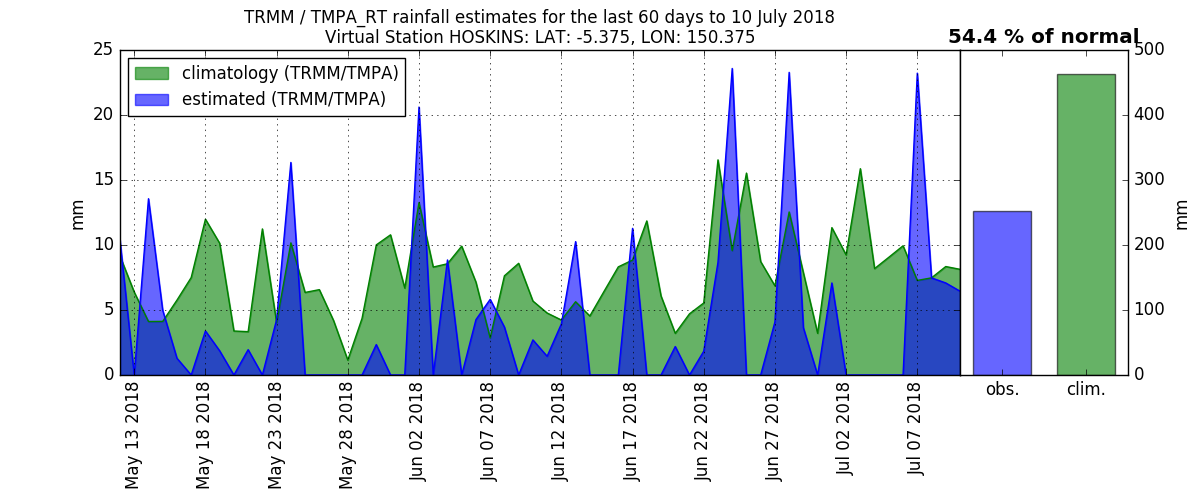 TRMM / TMPA_RT rainfall estimates for the last 60 days to 10 July 2018
Virtual Station HOSKINS: LAT: -5.375, LON: 150.375
54.4 % of normal
climatology (TRMM/TMPA)
estimated (TRMM/TMPA)
mm
25
20
15
10
5
0
May 13 2018
May 18 2018
May 23 2018
May 28 2018
Jun 02 2018
Jun 07 2018
Jun 12 2018
Jun 17 2018
Jun 22 2018
Jun 27 2018
Jul 02 2018
Jul 07 2018
obs.
clim.
500
400
300
200
100
0
mm